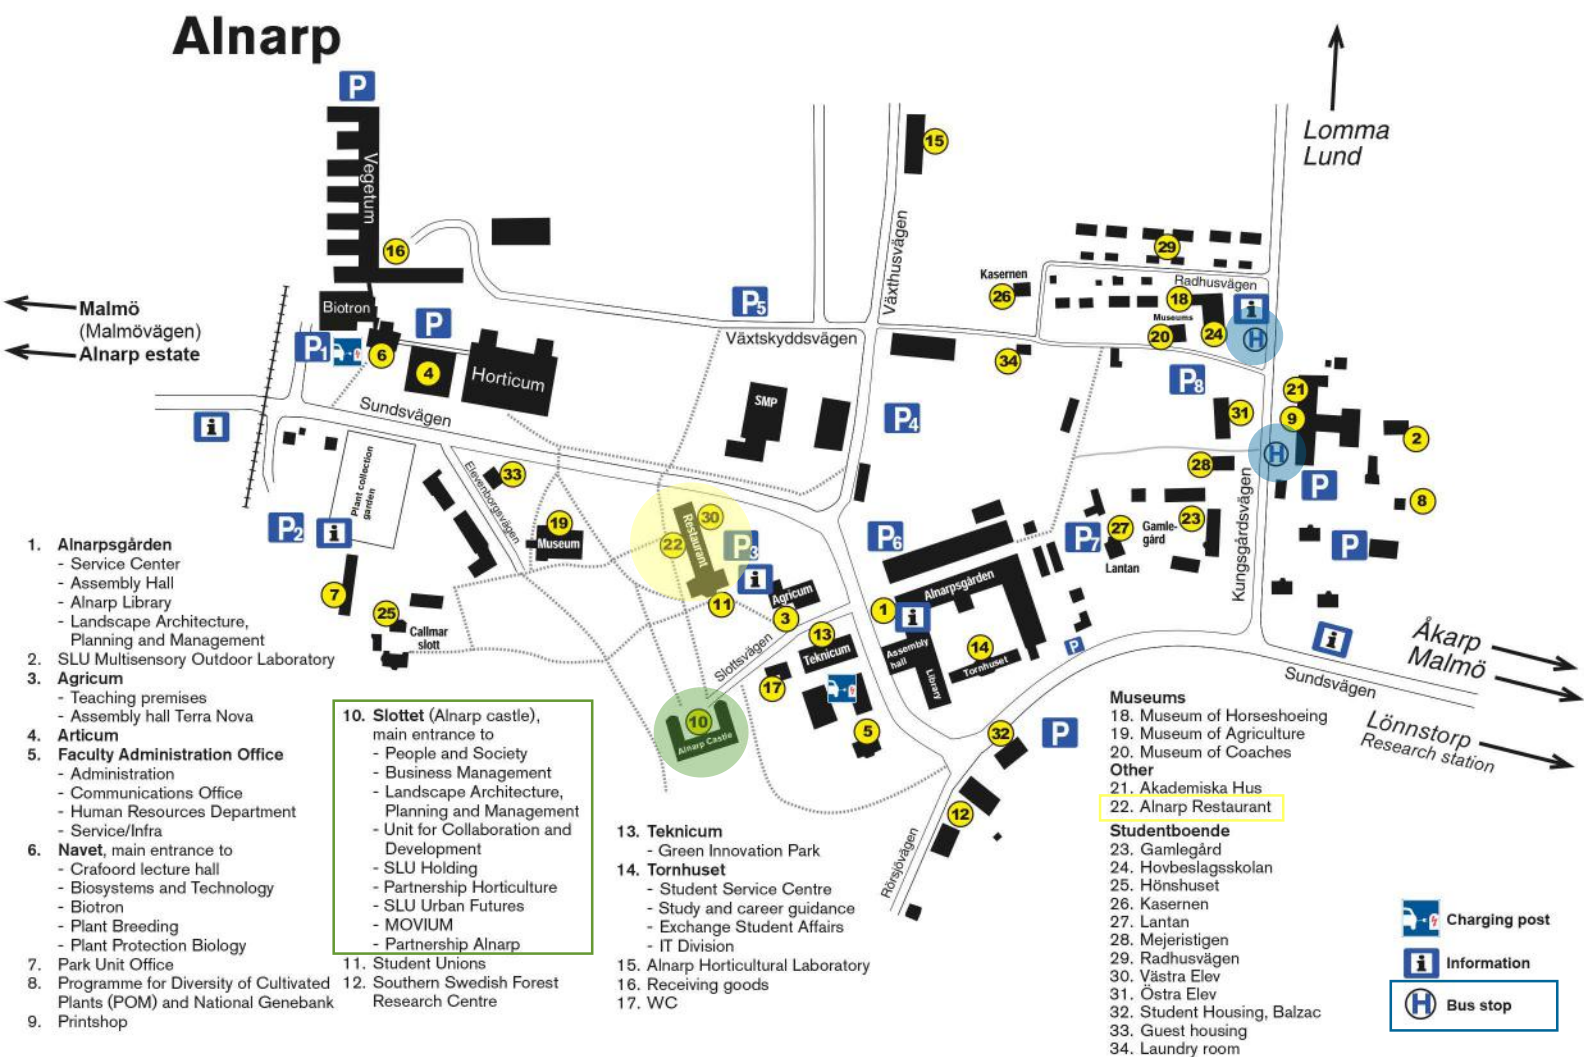 Alnarp
P
Vegetum
16
15
Lomma
Lund
Växthusvägen
29
Radhusvägen
Kasernen
26
18
Museums
20
24
i
H
Malmö
(Malmövägen)
Alnarp estate
Biotron
P
P5
Växtskyddsvägen
P1
6
4
Horticum
34
P8
21
Sundsvägen
i
SMP
P4
31
9
2
H
Elevenborgsvägen
33
28
Kungsgårdsvägen
P
8
Plant collection
garden
P2
i
19
Museum
30
Restaurant
22
P3
i
P6
P7
27
Gamle-
gård
23
Lantan
P
7
25
Callmar
slott
11
Agricum
3
1
i
Alnarpsgården
Slottsvägen
13
Teknicum
Assembly
hall
Library
14
Tornhuset
P
i
Åkarp
Malmö
Sundsvägen
17
10
Alnarp Castle
5
32
P
Lönnstorp
Research station
12
Rörsjövägen
1. Alnarpsgården
- Service Center
- Assembly Hall
- Alnarp Library
- Landscape Architecture,
Planning and Management
2. SLU Multisensory Outdoor Laboratory
3. Agricum
- Teaching premises
- Assembly hall Terra Nova
4. Articum
5. Faculty Administration Office
- Administration
- Communications Office
- Human Resources Department
- Service/Infra
6. Navet, main entrance to
- Crafoord lecture hall
- Biosystems and Technology
- Biotron
- Plant Breeding
- Plant Protection Biology
7. Park Unit Office
8. Programme for Diversity of Cultivated
Plants (POM) and National Genebank
9. Printshop
10. Slottet (Alnarp castle),
main entrance to
- People and Society
- Business Management
- Landscape Architecture,
Planning and Management
- Unit for Collaboration and
Development
- SLU Holding
- Partnership Horticulture
- SLU Urban Futures
- MOVIUM
- Partnership Alnarp
11. Student Unions
12. Southern Swedish Forest
Research Centre
13. Teknicum
- Green Innovation Park
14. Tornhuset
- Student Service Centre
- Study and career guidance
- Exchange Student Affairs
- IT Division
15. Alnarp Horticultural Laboratory
16. Receiving goods
17. WC
Museums
18. Museum of Horseshoeing
19. Museum of Agriculture
20. Museum of Coaches
Other
21. Akademiska Hus
22. Alnarp Restaurant
Studentboende
23. Gamlegård
24. Hovbeslagsskolan
25. Hönshuset
26. Kasernen
27. Lantan
28. Mejeristigen
29. Radhusvägen
30. Västra Elev
31. Östra Elev
32. Student Housing, Balzac
33. Guest housing
34. Laundry room
Charging post
i Information
H Bus stop